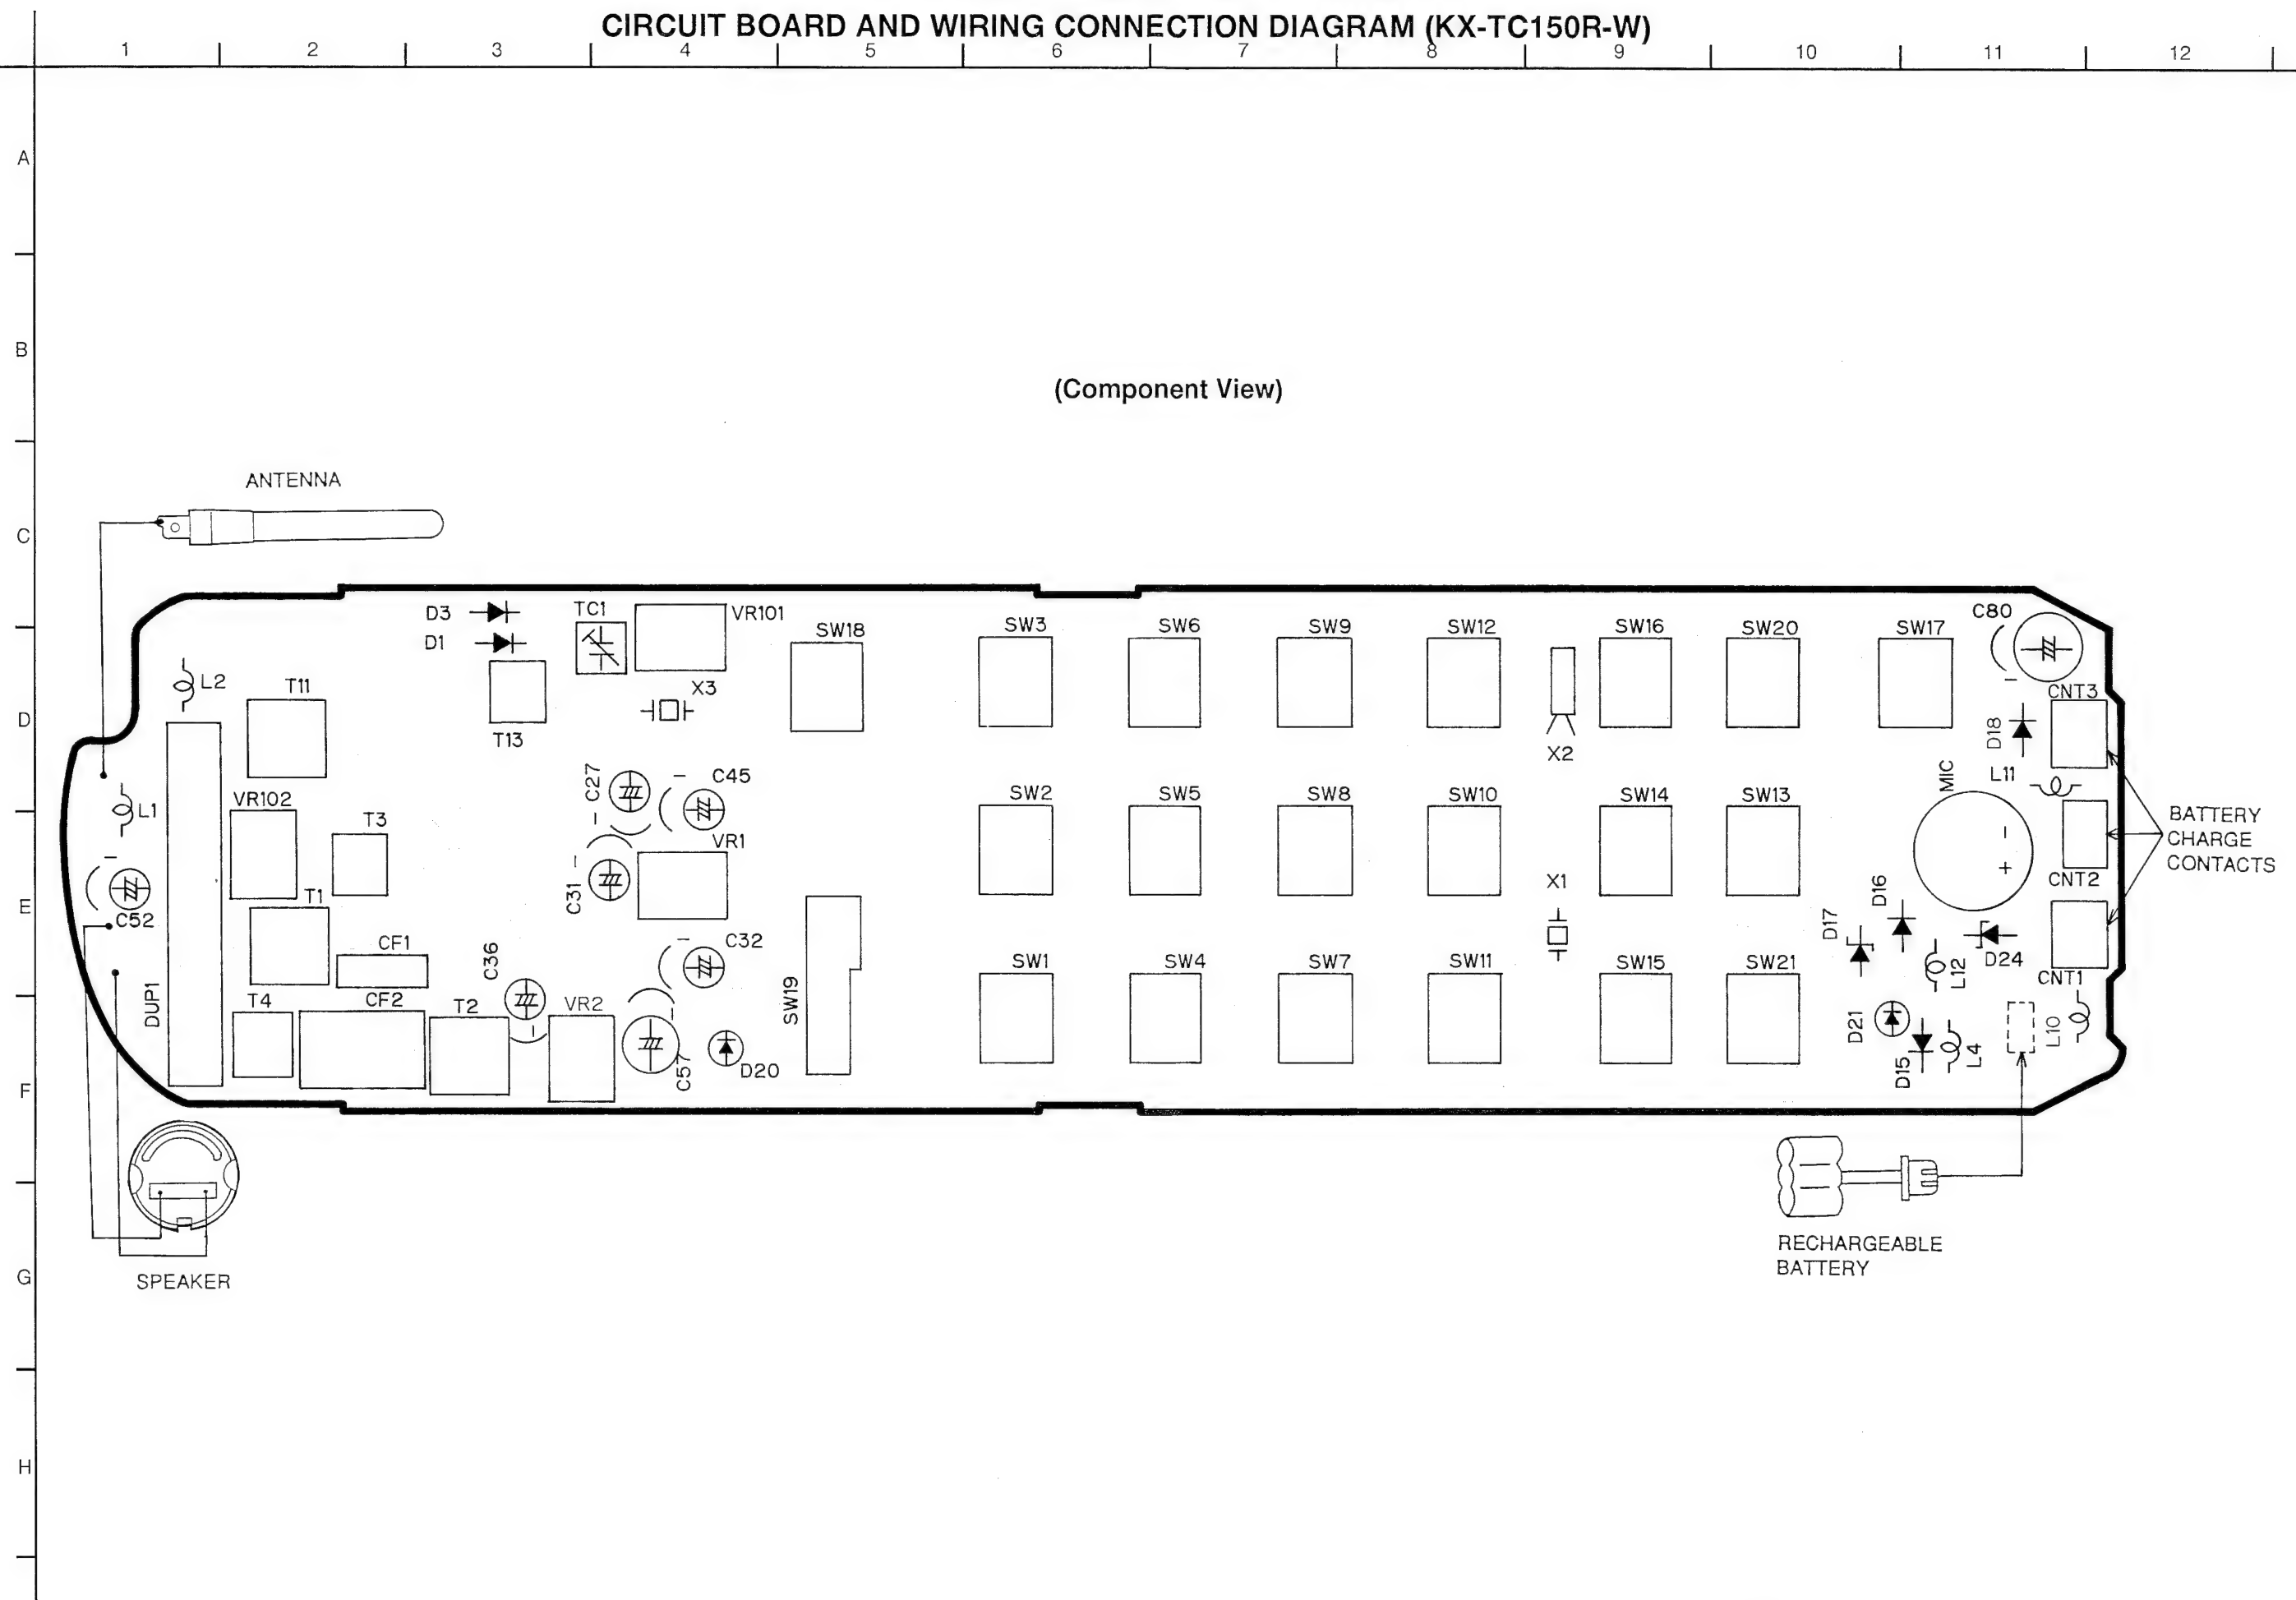 CIRCUIT BOARD AND WIRING CONNECTION DIAGRAM (KX-TC150R-W)
1 2 3 4 5 6 7 8 9 10 11 12
A
B
(Component View)
ANTENNA
C
D3
TC1
VR101
C80
D1
SW18
SW3
SW6
SW9
SW12
SW16
SW20
SW17
L2
T11
X3
CNT3
D
T13
D18
X2
C27
C45
L11
MIC
VR102
L1
SW2
SW5
SW8
SW10
SW14
SW13
T3
BATTERY
CHARGE
CONTACTS
VR1
-
+
C31
X1
CNT2
T1
D16
E
C52
D17
CF1
C36
C32
D24
SW1
SW4
SW7
SW11
SW15
SW21
L12
CNT1
DUP1
T4
CF2
T2
VR2
SW19
D21
L10
C57
D20
D15
L4
F
RECHARGEABLE
BATTERY
G
SPEAKER
H